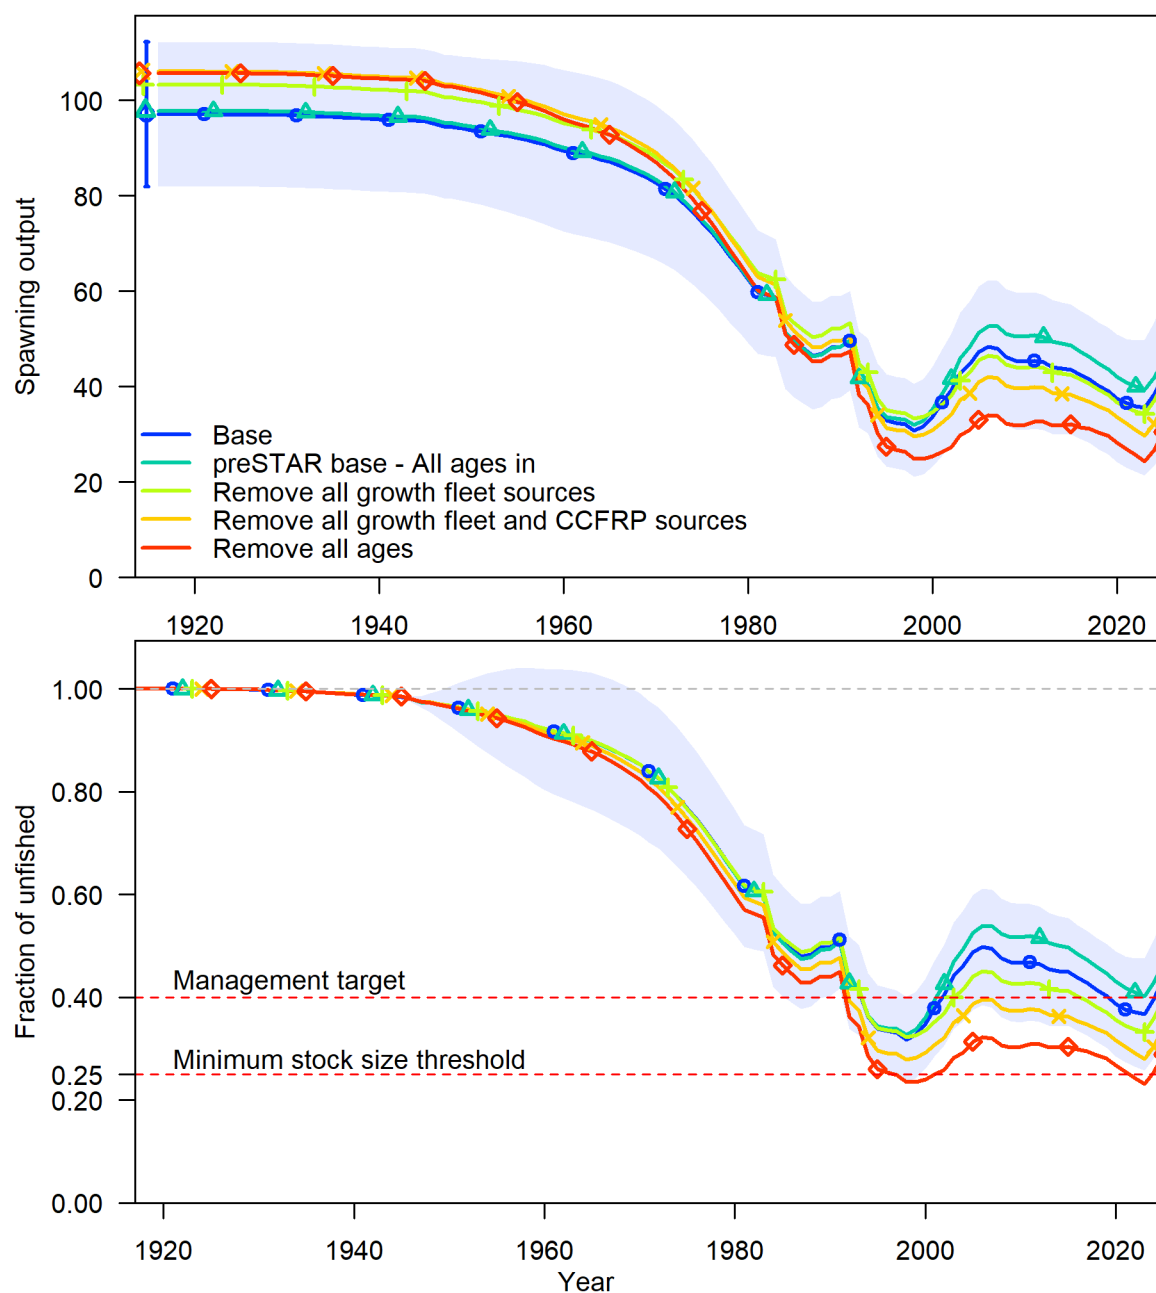 Spawning output
100
80
60
40
20
0
Base
preSTAR base - All ages in
Remove all growth fleet sources
Remove all growth fleet and CCFRP sources
Remove all ages
1920 1940 1960 1980 2000 2020
Fraction of unfished
1.00
0.80
0.60
0.40
0.25
0.20
0.00
Management target
Minimum stock size threshold
1920 1940 1960 1980 2000 2020
Year